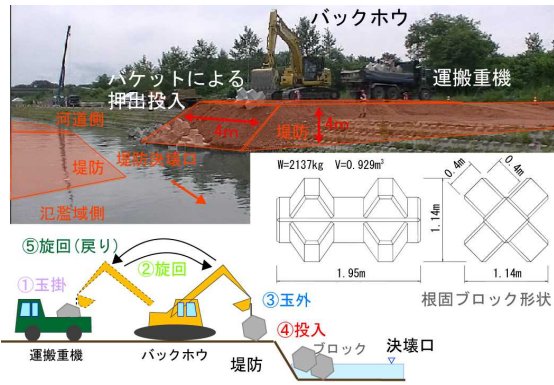 バックホウ
バケットによる
押出投入
運搬重機
河道側
4m
堤防
4m
堤防決壊口
堤防
氾濫域側
W=2137kg V=0.929m³
0.4m
0.4m
1.14m
1.95m
1.14m
根固ブロック形状
⑤旋回(戻り)
②旋回
①玉掛
③玉外
④投入
ブロック
決壊口
運搬重機
バックホウ
堤防